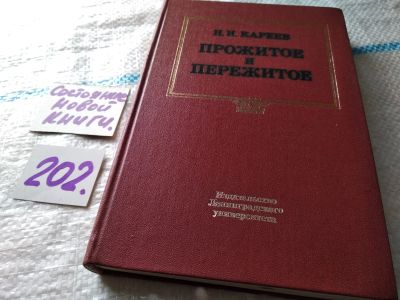 Н. И. КАРЕЕВ
ПРОЖИТОЕ
и
ПЕРЕЖИТОЕ
Издательство
Ленинградского
университета
Состояние
новой
книги.
202.